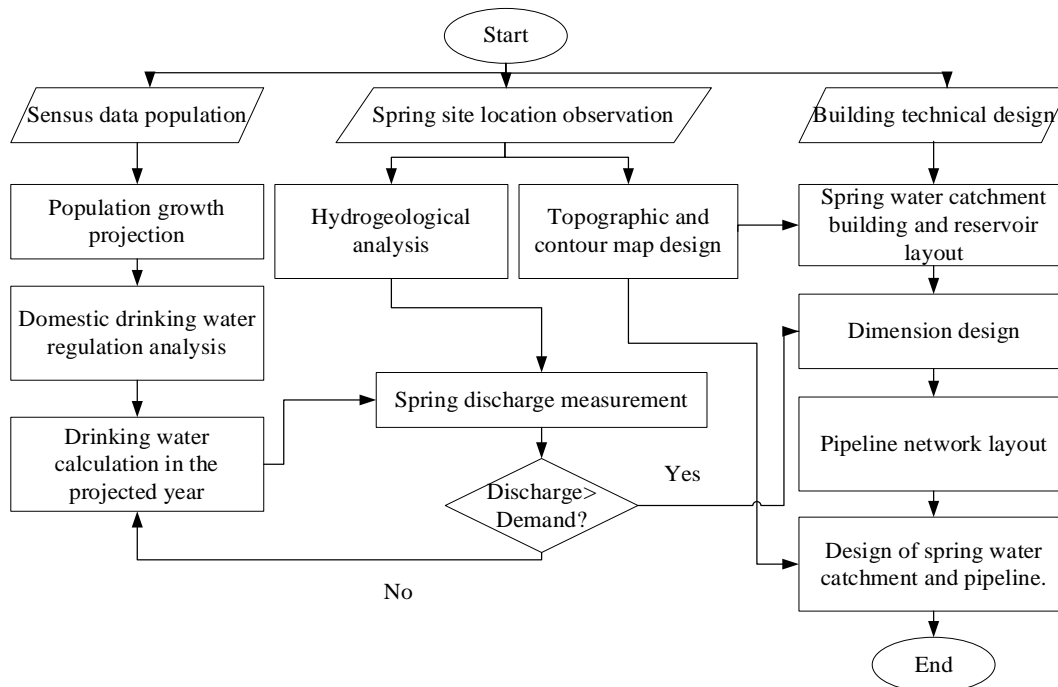 Start
Sensus data population
Spring site location observation
Building technical design
Population growth
projection
Hydrogeological
analysis
Topographic and
contour map design
Spring water catchment
building and reservoir
layout
Domestic drinking water
regulation analysis
Dimension design
Spring discharge measurement
Drinking water
calculation in the
projected year
Pipeline network layout
Discharge>
Demand?
Yes
No
Design of spring water
catchment and pipeline.
End